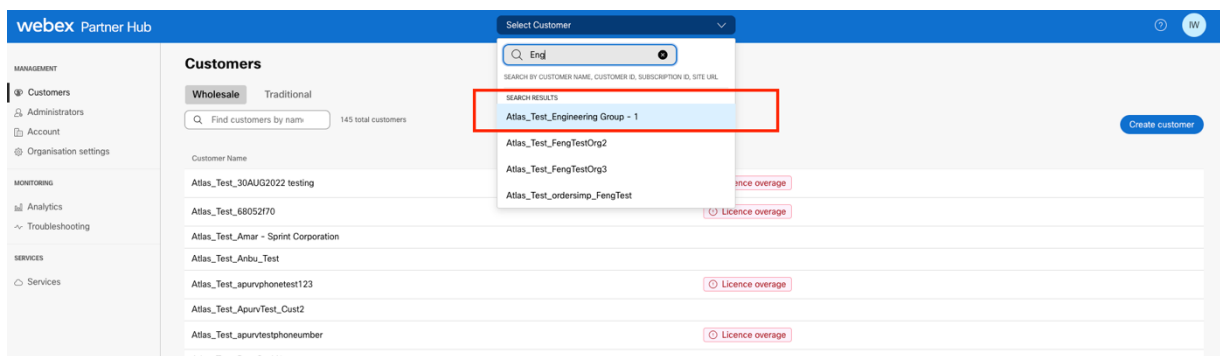 webex Partner Hub
Select Customer
IW
MANAGEMENT
Customers
Administrators
Account
Organisation settings
MONITORING
Analytics
Troubleshooting
SERVICES
Services
Customers
Wholesale Traditional
Find customers by nam
145 total customers
Create customer
Eng
SEARCH BY CUSTOMER NAME, CUSTOMER ID, SUBSCRIPTION ID, SITE URL
SEARCH RESULTS
Atlas_Test_Engineering Group - 1
Atlas_Test_FengTestOrg2
Atlas_Test_FengTestOrg3
Atlas_Test_ordersimp_FengTest
Customer Name
Atlas_Test_30AUG2022 testing
ence overage
Atlas_Test_68052f70
Licence overage
Atlas_Test_Amar - Sprint Corporation
Atlas_Test_Anbu_Test
Atlas_Test_apurvphonetest123
Licence overage
Atlas_Test_ApurvTest_Cust2
Atlas_Test_apurvtestphoneumber
Licence overage